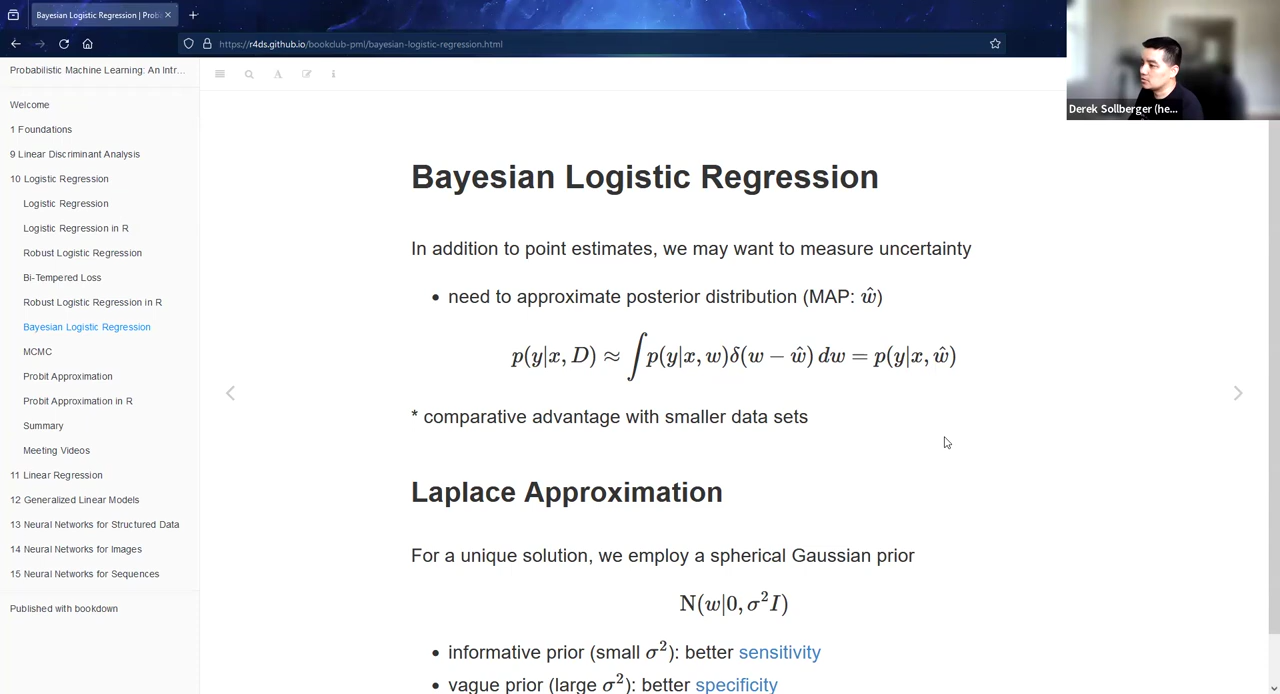 Bayesian Logistic Regression | Prob
https://r4ds.github.io/bookclub-pml/bayesian-logistic-regression.html
Derek Sollberger (he...
Probabilistic Machine Learning: An Intr...
Welcome
1 Foundations
9 Linear Discriminant Analysis
10 Logistic Regression
Logistic Regression
Logistic Regression in R
Robust Logistic Regression
Bi-Tempered Loss
Robust Logistic Regression in R
Bayesian Logistic Regression
MCMC
Probit Approximation
Probit Approximation in R
Summary
Meeting Videos
11 Linear Regression
12 Generalized Linear Models
13 Neural Networks for Structured Data
14 Neural Networks for Images
15 Neural Networks for Sequences
Published with bookdown
Bayesian Logistic Regression
In addition to point estimates, we may want to measure uncertainty
• need to approximate posterior distribution (MAP: ŵ)
p(y|x, D) ≈ ∫ p(y|x, w)δ(w − ŵ) dw = p(y|x, ŵ)
* comparative advantage with smaller data sets
Laplace Approximation
For a unique solution, we employ a spherical Gaussian prior
N(w|0, σ²I)
• informative prior (small σ²): better sensitivity
• vague prior (large σ²): better specificity